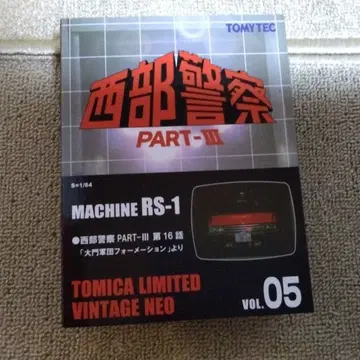 TOMYTEC
西部警察
PART-III
S=1/64
MACHINE RS-1
●西部警察 PART-III 第16話
「大門軍団フォーメーション」より
TOMICA LIMITED
VINTAGE NEO
VOL.05